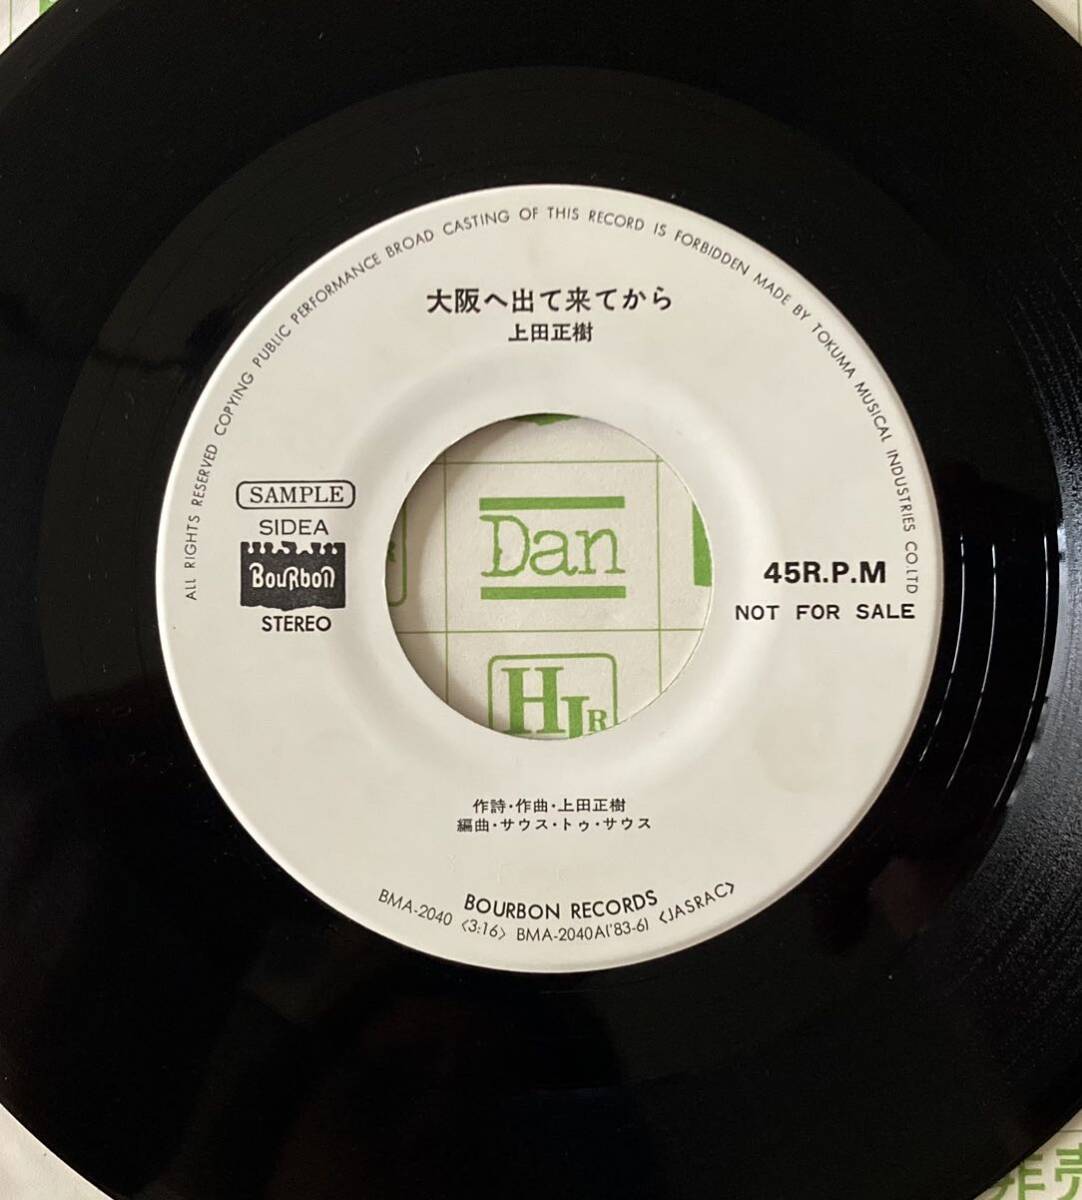 ALL RIGHTS RESERVED COPYING PUBLIC PERFORMANCE BROAD CASTING OF THIS RECORD IS FORBIDDEN MADE BY TOKUMA MUSICAL INDUSTRIES CO.LTD
大阪へ出て来てから
上田正樹
SAMPLE
SIDEA
BouRbon
STEREO
45R.P.M
NOT FOR SALE
Dan
HJR
作詩・作曲・上田正樹
編曲・サウス・トゥ・サウス
BOURBON RECORDS
BMA-2040 〈3:16〉 BMA-2040A('83-6) 〈JASRAC〉
非売